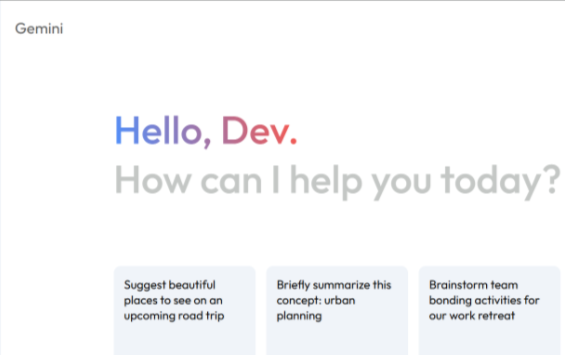 Gemini
Hello, Dev.
How can I help you today?
Suggest beautiful
places to see on an
upcoming road trip
Briefly summarize this
concept: urban
planning
Brainstorm team
bonding activities for
our work retreat